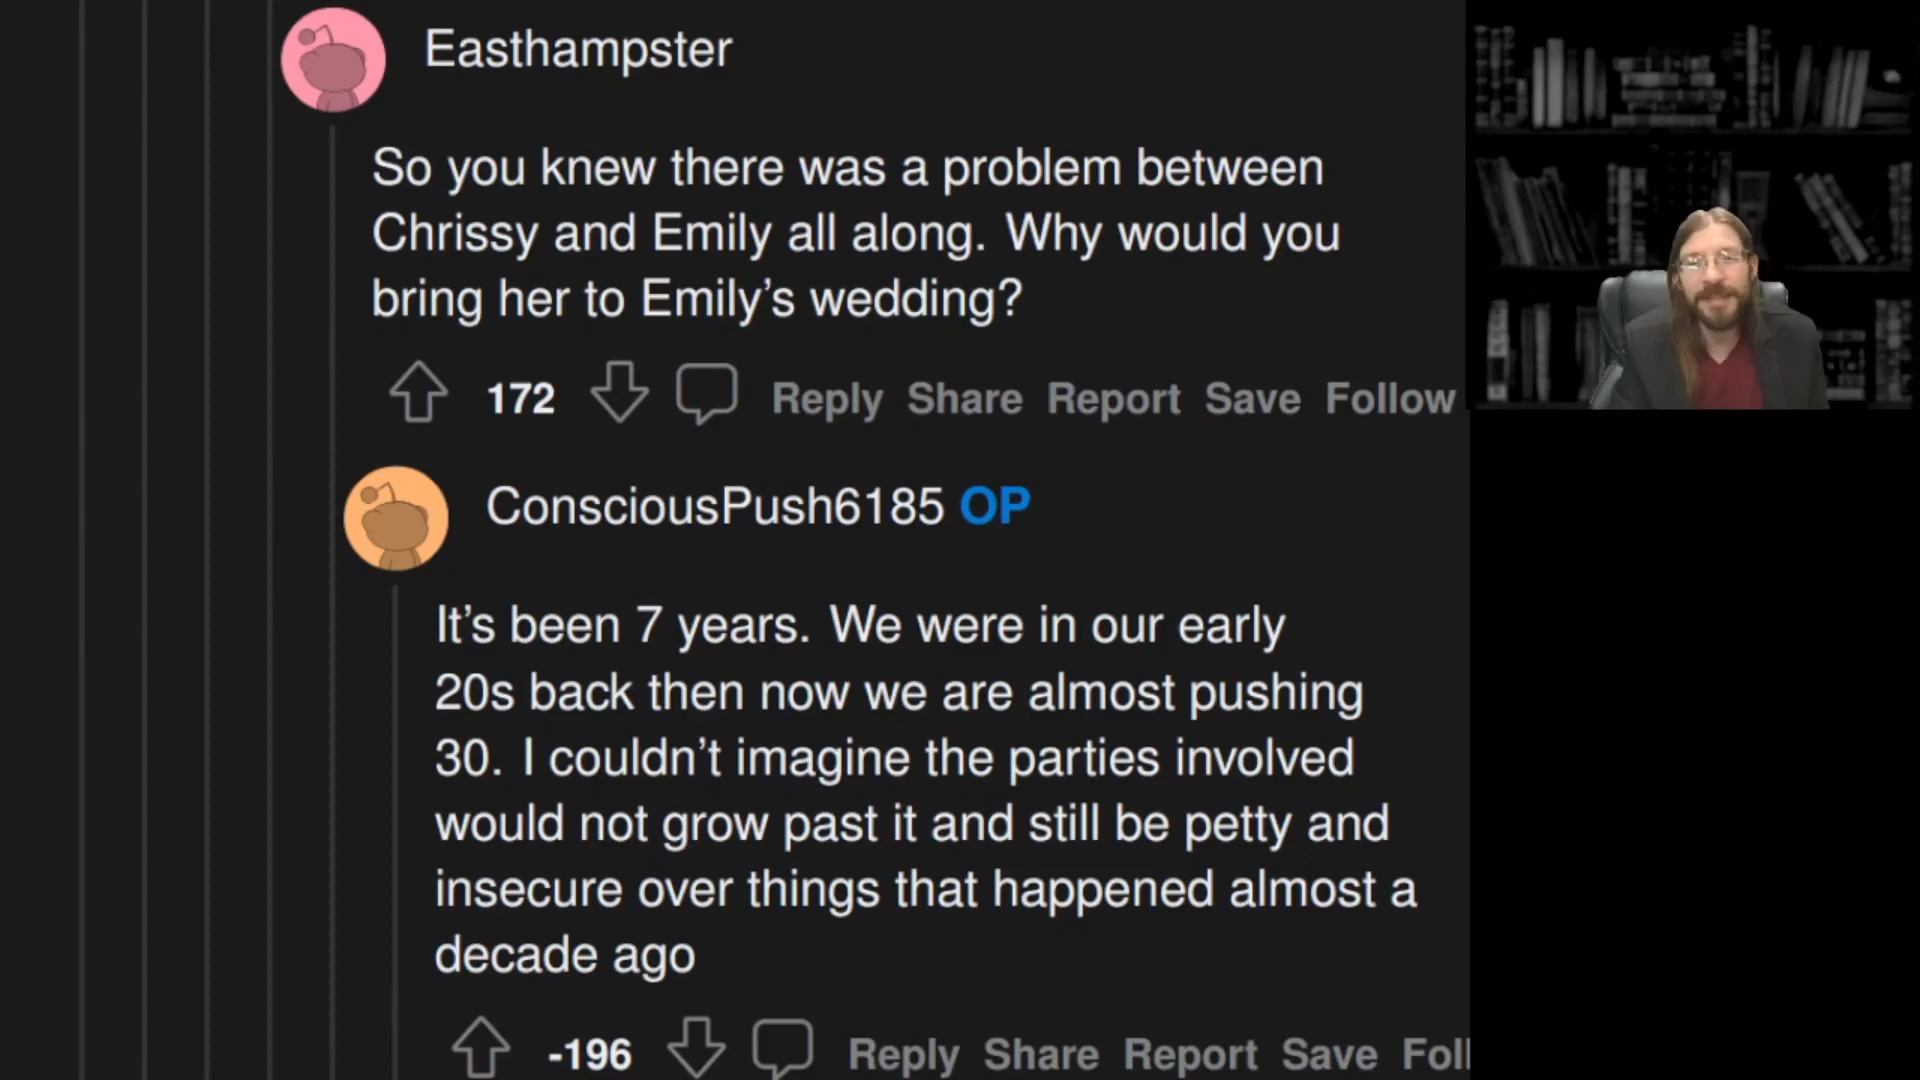 Easthampster
So you knew there was a problem between
Chrissy and Emily all along. Why would you
bring her to Emily’s wedding?
172 Reply Share Report Save Follow
ConsciousPush6185 OP
It’s been 7 years. We were in our early
20s back then now we are almost pushing
30. I couldn’t imagine the parties involved
would not grow past it and still be petty and
insecure over things that happened almost a
decade ago
-196 Reply Share Report Save Foll